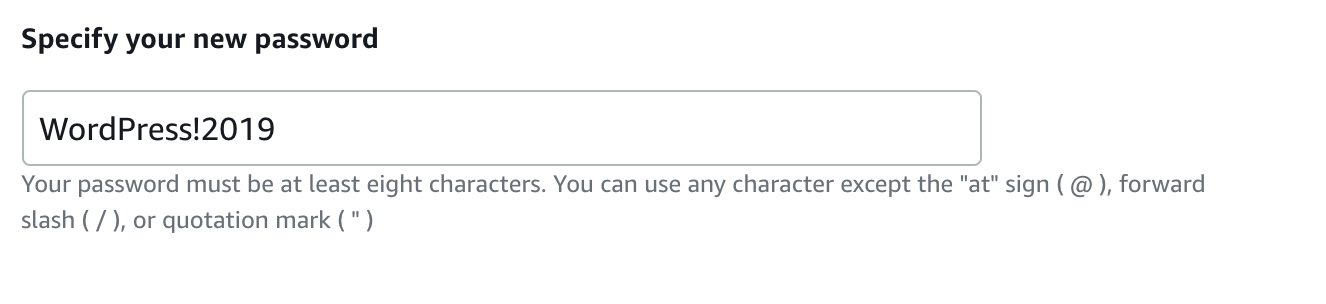 Specify your new password
WordPress!2019
Your password must be at least eight characters. You can use any character except the "at" sign ( @ ), forward
slash ( / ), or quotation mark ( " )